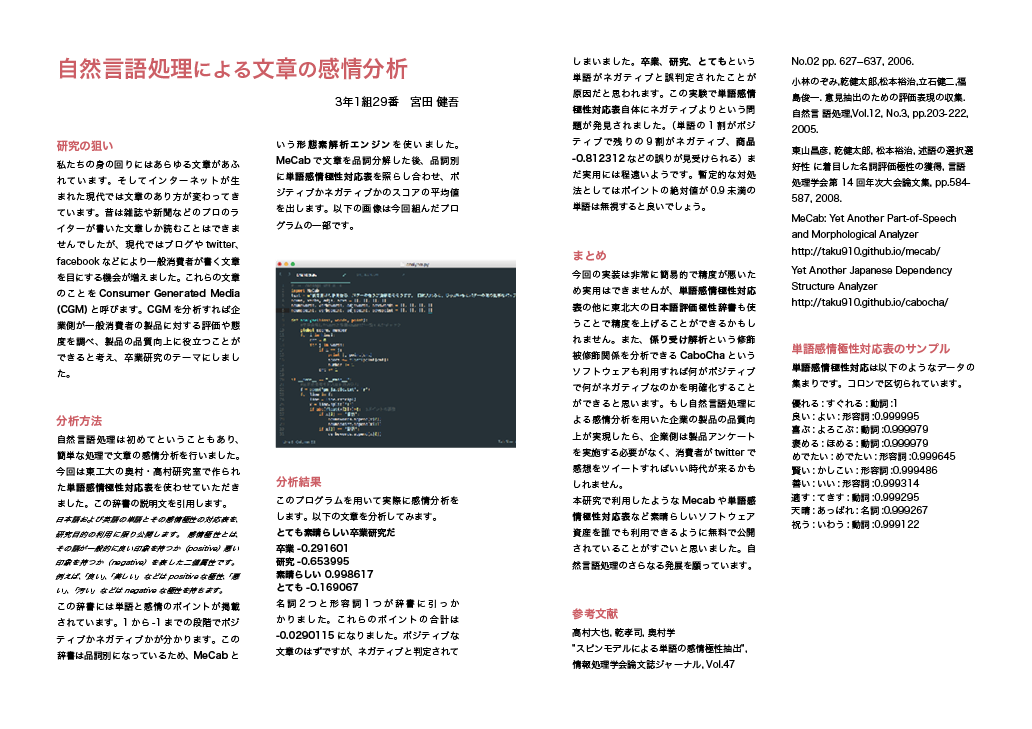 自然言語処理による文章の感情分析
3年1組29番　宮田 健吾
研究の狙い
私たちの身の回りにはあらゆる文章があふ
れています。そしてインターネットが生
まれた現代では文章のあり方が変わってき
ています。昔は雑誌や新聞などのプロのラ
イターが書いた文章しか読むことはできま
せんでしたが、現代ではブログや twitter、
facebook などにより一般消費者が書く文章
を目にする機会が増えました。これらの文章
のことを Consumer Generated Media
(CGM) と呼びます。CGM を分析すれば企
業側が一般消費者の製品に対する評価や態
度を調べ、製品の品質向上に役立つことが
できると考え、卒業研究のテーマにしまし
た。
分析方法
自然言語処理は初めてということもあり、
簡単な処理で文章の感情分析を行いました。
今回は東工大の奥村・高村研究室で作られ
た単語感情極性対応表を使わせていただき
ました。この辞書の説明文を引用します。
日本語および英語の単語とその感情極性の対応表を、
研究目的の利用に限り公開します。 感情極性とは、
その語が一般的に良い印象を持つか（positive）悪い
印象を持つか（negative）を表した二値属性です。
例えば、「良い」、「美しい」などは positive な極性、「悪
い」、「汚い」などは negative な極性を持ちます。
この辞書には単語と感情のポイントが掲載
されています。1 から -1 までの段階でポジ
ティブかネガティブかが分かります。この
辞書は品詞別になっているため、MeCab と
いう形態素解析エンジンを使いました。
MeCab で文章を品詞分解した後、品詞別
に単語感情極性対応表を照らし合わせ、ポ
ジティブかネガティブかのスコアの平均値
を出します。以下の画像は今回組んだプロ
グラムの一部です。
分析結果
このプログラムを用いて実際に感情分析を
します。以下の文章を分析してみます。
とても素晴らしい卒業研究だ
卒業 -0.291601
研究 -0.653995
素晴らしい 0.998617
とても -0.169067
名詞２つと形容詞１つが辞書に引っか
かりました。これらのポイントの合計は
-0.0290115 になりました。ポジティブな
文章のはずですが、ネガティブと判定されて
しまいました。卒業、研究、とてもという
単語がネガティブと誤判定されたことが
原因だと思われます。この実験で単語感情
極性対応表自体にネガティブよりという問
題が発見されました。（単語の１割がポジ
ティブで残りの９割がネガティブ、商品
-0.812312 などの誤りが見受けられる）ま
だ実用には程遠いようです。暫定的な対処
法としてはポイントの絶対値が 0.9 未満の
単語は無視すると良いでしょう。
まとめ
今回の実装は非常に簡易的で精度が悪いた
め実用はできませんが、単語感情極性対応
表の他に東北大の日本語評価極性辞書も使
うことで精度を上げることができるかもし
れません。また、係り受け解析という修飾
被修飾関係を分析できる CaboCha という
ソフトウェアも利用すれば何がポジティブ
で何がネガティブなのかを明確化すること
ができると思います。もし自然言語処理に
よる感情分析を用いた企業の製品の品質向
上が実現したら、企業側は製品アンケート
を実施する必要がなく、消費者が twitter で
感想をツイートすればいい時代が来るかも
しれません。
本研究で利用したような Mecab や単語感
情極性対応表など素晴らしいソフトウェア
資産を誰でも利用できるように無料で公開
されていることがすごいと思いました。自
然言語処理のさらなる発展を願っています。
参考文献
高村大也, 乾孝司, 奥村学
"スピンモデルによる単語の感情極性抽出",
情報処理学会論文誌ジャーナル, Vol.47
No.02 pp. 627–637, 2006.
小林のぞみ,乾健太郎,松本裕治,立石健二,福
島俊一. 意見抽出のための評価表現の収集.
自然言 語処理,Vol.12, No.3, pp.203-222,
2005.
東山昌彦, 乾健太郎, 松本裕治, 述語の選択選
好性 に着目した名詞評価極性の獲得, 言語
処理学会第 14 回年次大会論文集, pp.584-
587, 2008.
MeCab: Yet Another Part-of-Speech
and Morphological Analyzer
http://taku910.github.io/mecab/
Yet Another Japanese Dependency
Structure Analyzer
http://taku910.github.io/cabocha/
単語感情極性対応表のサンプル
単語感情極性対応は以下のようなデータの
集まりです。コロンで区切られています。
優れる : すぐれる : 動詞 :1
良い : よい : 形容詞 :0.999995
喜ぶ : よろこぶ : 動詞 :0.999979
褒める : ほめる : 動詞 :0.999979
めでたい : めでたい : 形容詞 :0.999645
賢い : かしこい : 形容詞 :0.999486
善い : いい : 形容詞 :0.999314
適す : てきす : 動詞 :0.999295
天晴 : あっぱれ : 名詞 :0.999267
祝う : いわう : 動詞 :0.999122